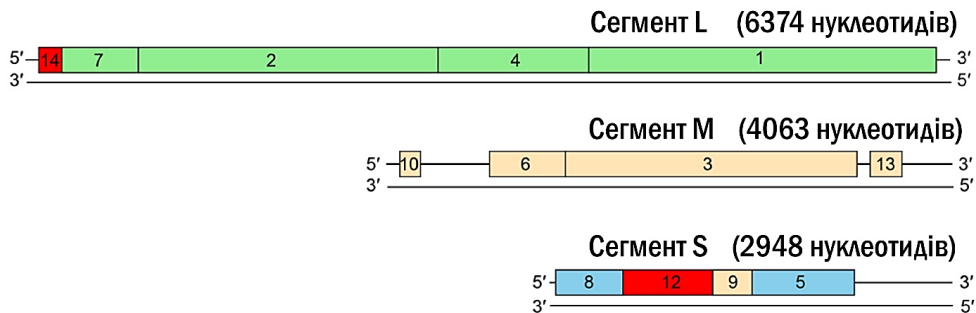 Сегмент L (6374 нуклеотидів)
5′ 14 7 2 4 1 3′
3′ 5′
Сегмент M (4063 нуклеотидів)
5′ 10 6 3 13 3′
3′ 5′
Сегмент S (2948 нуклеотидів)
5′ 8 12 9 5 3′
3′ 5′